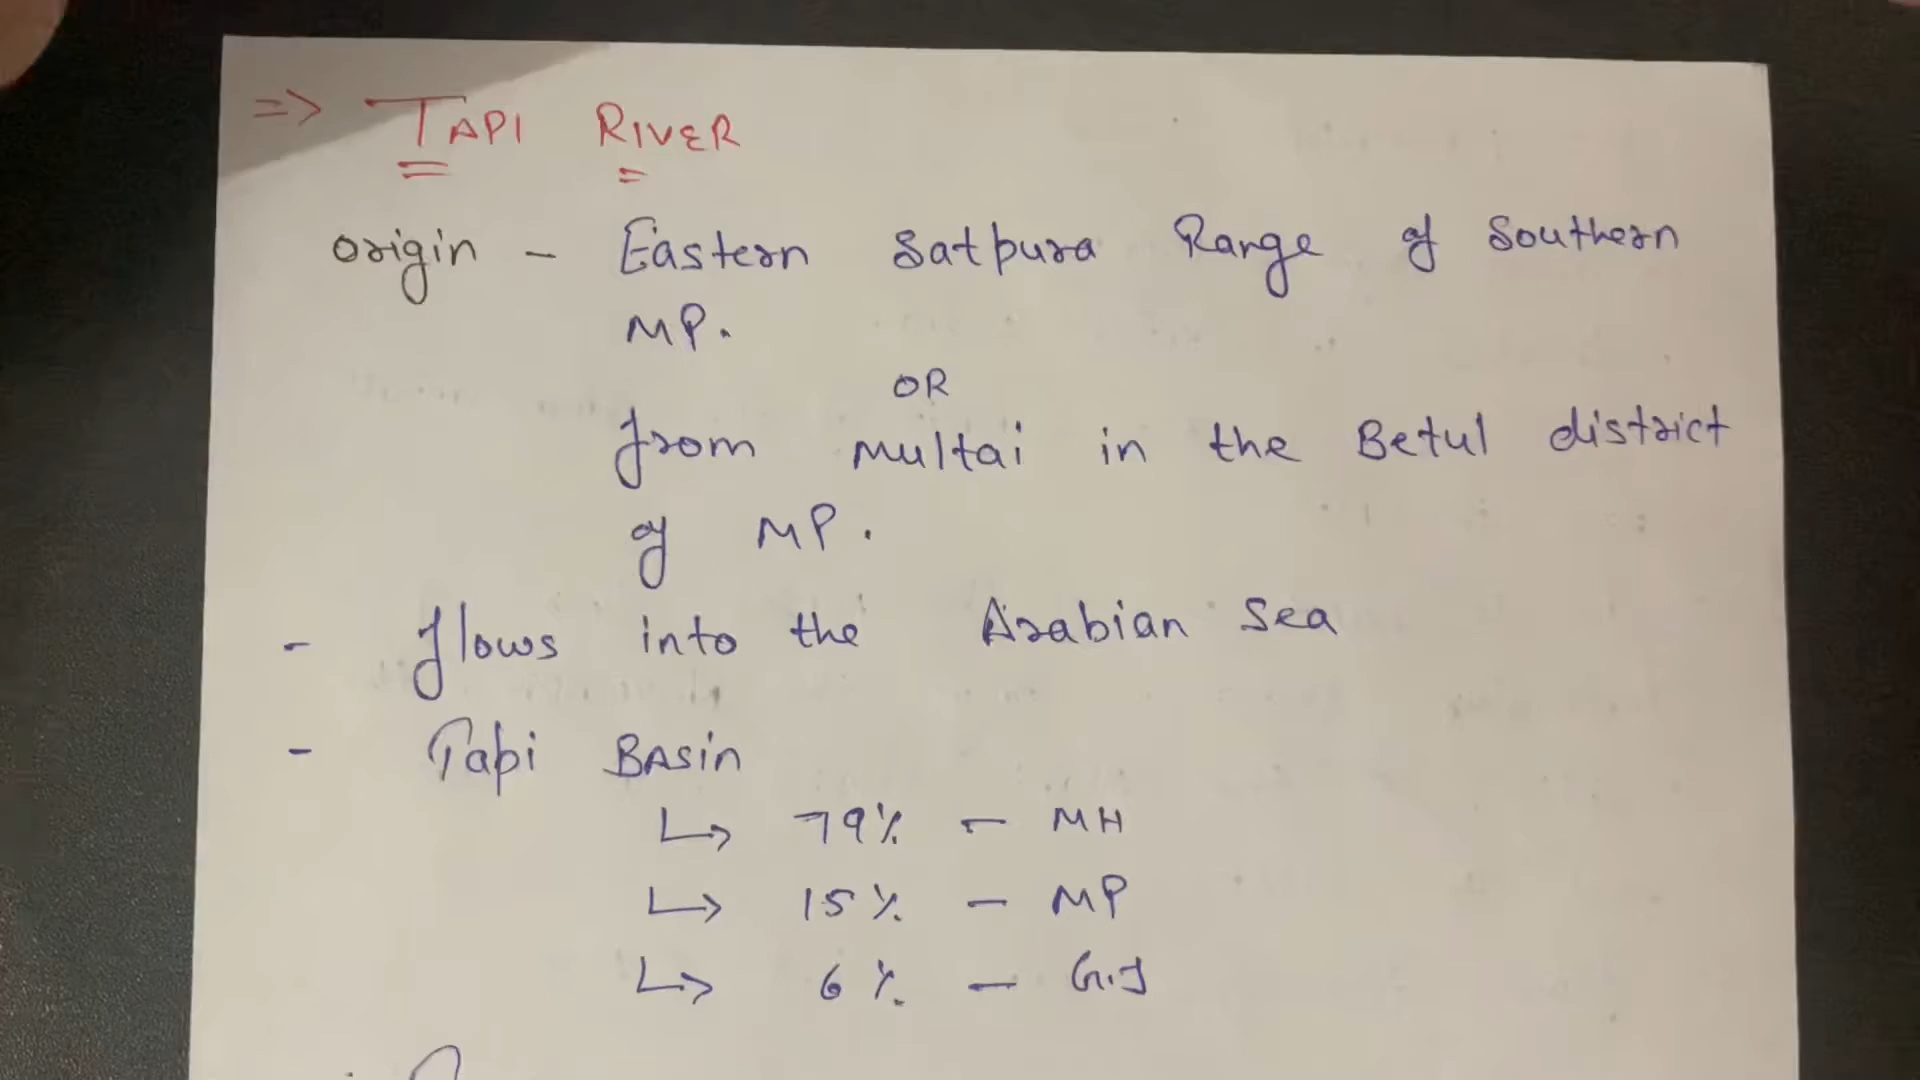 => TAPI RIVER
origin - Eastern Satpura Range of Southern
MP.
OR
from Multai in the Betul district
of MP.
- flows into the Arabian Sea
- Tapi BAsin
↳ 79% - MH
↳ 15% - MP
↳ 6% - GJ